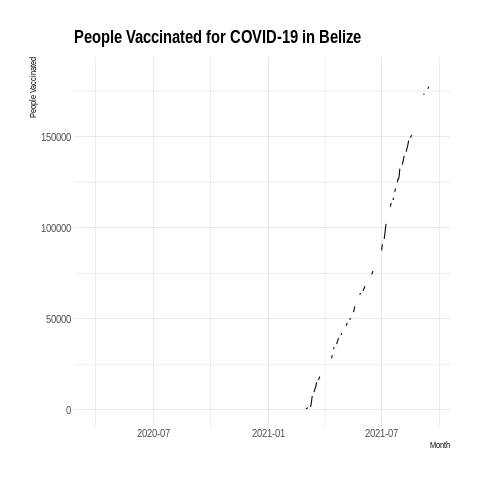 People Vaccinated for COVID-19 in Belize
People Vaccinated
150000
100000
50000
0
2020-07
2021-01
2021-07
Month